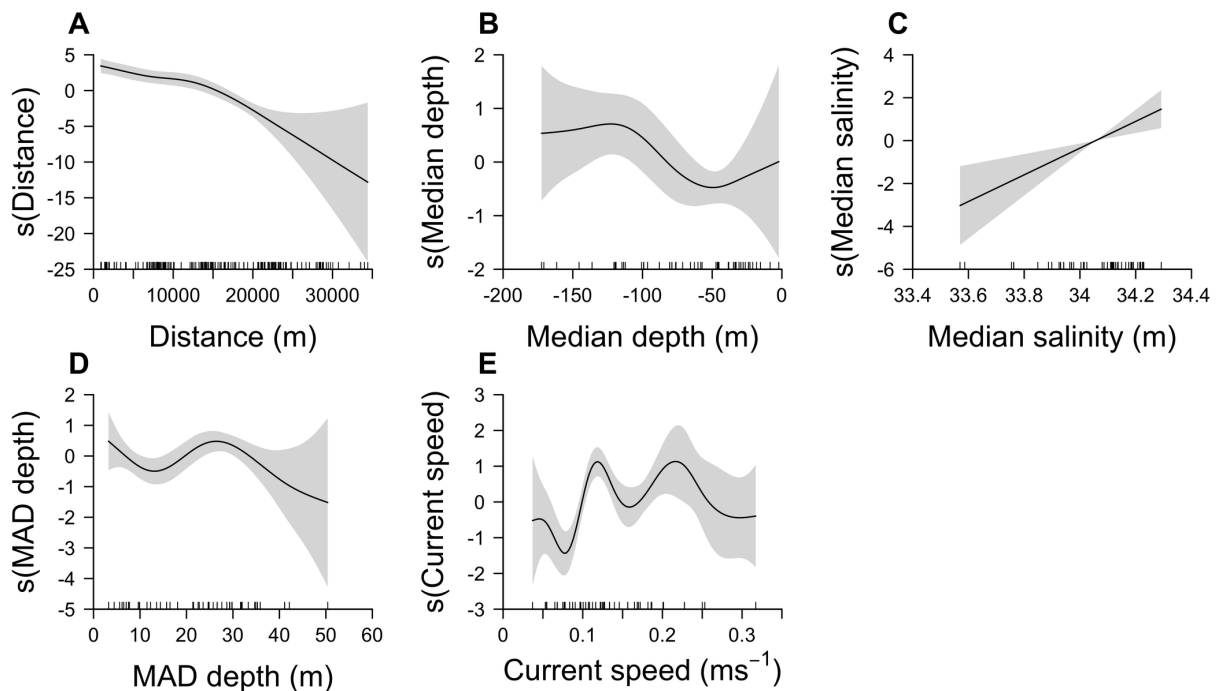 A
s(Distance)
5
0
-5
-10
-15
-20
-25
0 10000 20000 30000
Distance (m)
B
s(Median depth)
2
1
0
-1
-2
-200 -150 -100 -50 0
Median depth (m)
C
s(Median salinity)
4
2
0
-2
-4
-6
33.4 33.6 33.8 34 34.2 34.4
Median salinity (m)
D
s(MAD depth)
2
1
0
-1
-2
-3
-4
-5
0 10 20 30 40 50 60
MAD depth (m)
E
s(Current speed)
3
2
1
0
-1
-2
-3
0 0.1 0.2 0.3
Current speed (ms⁻¹)